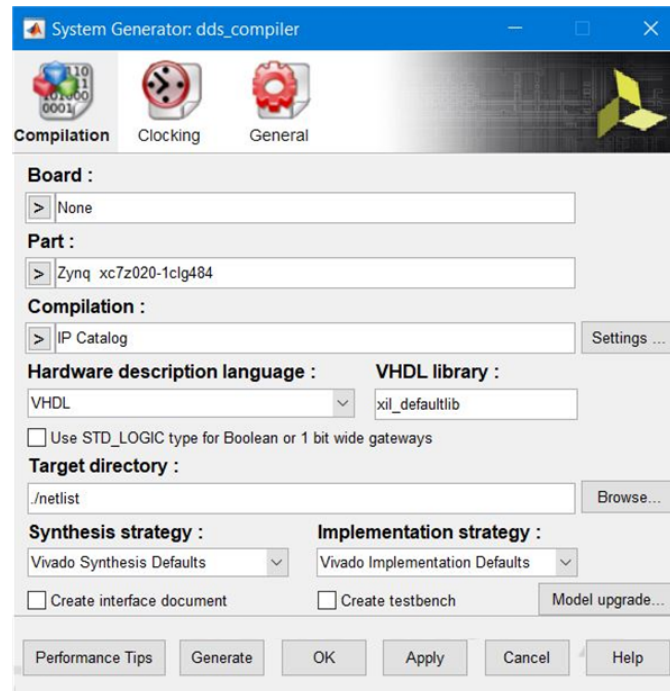 System Generator: dds_compiler
Compilation
Clocking
General
Board :
> None
Part :
> Zynq xc7z020-1clg484
Compilation :
> IP Catalog
Settings ...
Hardware description language :
VHDL library :
VHDL
xil_defaultlib
Use STD_LOGIC type for Boolean or 1 bit wide gateways
Target directory :
./netlist
Browse...
Synthesis strategy :
Implementation strategy :
Vivado Synthesis Defaults
Vivado Implementation Defaults
Create interface document
Create testbench
Model upgrade...
Performance Tips
Generate
OK
Apply
Cancel
Help